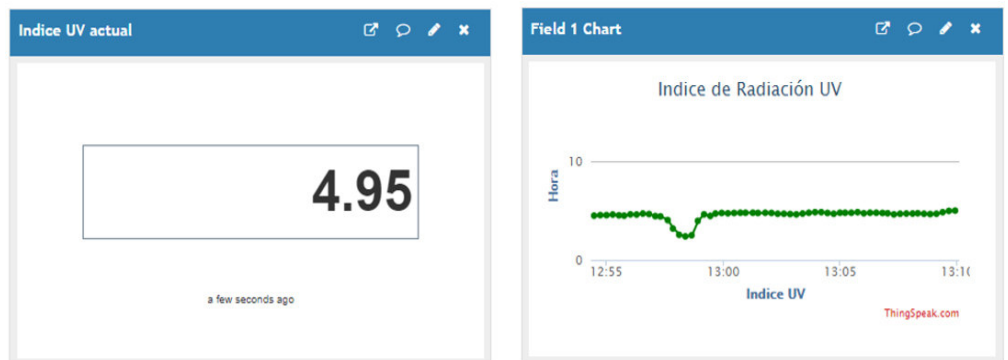 Indice UV actual
4.95
a few seconds ago
Field 1 Chart
Indice de Radiación UV
Hora
10
0
12:55 13:00 13:05 13:1(
Indice UV
ThingSpeak.com